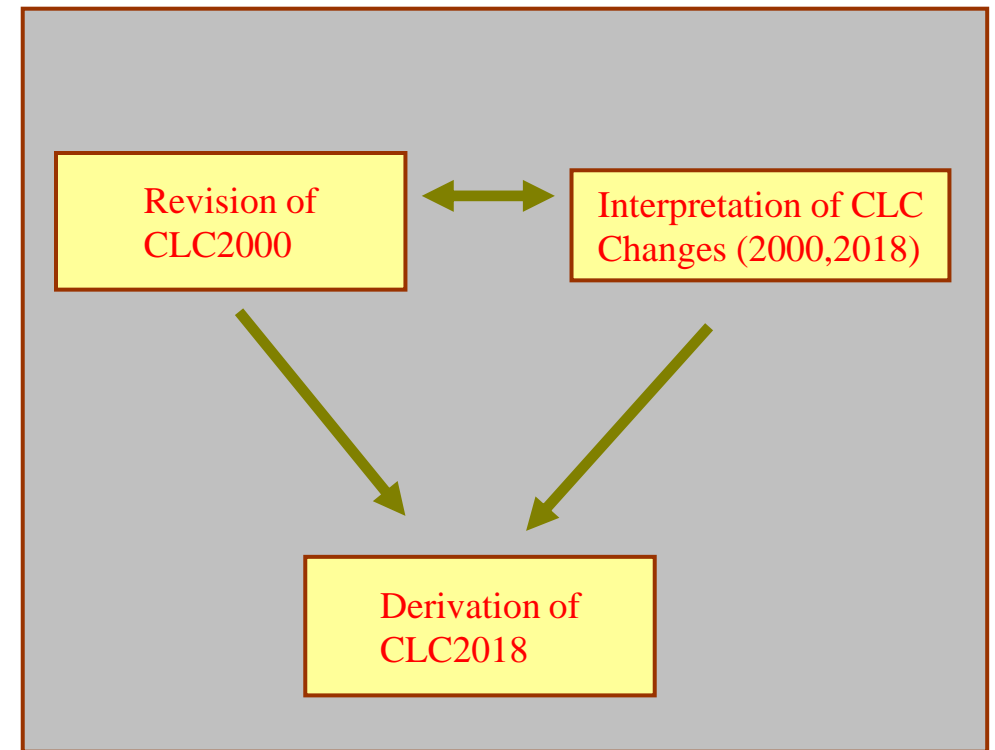 Revision of
CLC2000
Interpretation of CLC
Changes (2000,2018)
Derivation of
CLC2018